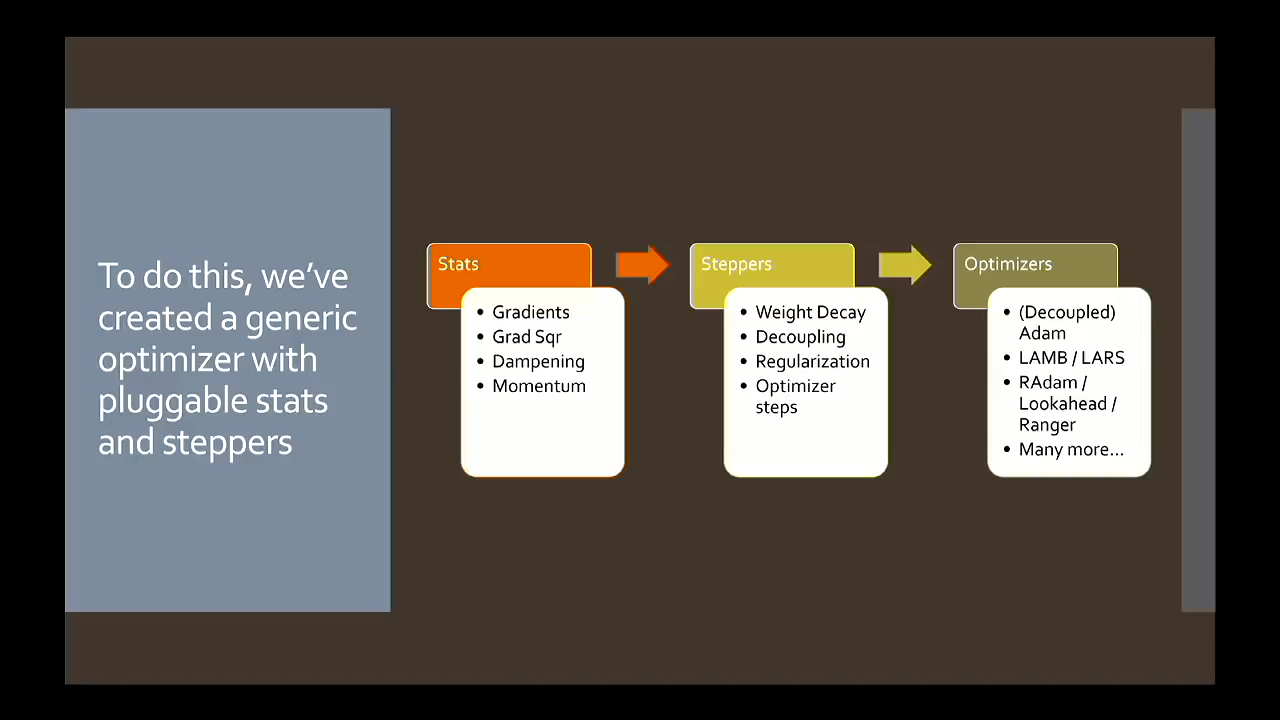 To do this, we’ve
created a generic
optimizer with
pluggable stats
and steppers
Stats
• Gradients
• Grad Sqr
• Dampening
• Momentum
Steppers
• Weight Decay
• Decoupling
• Regularization
• Optimizer
steps
Optimizers
• (Decoupled)
Adam
• LAMB / LARS
• RAdam /
Lookahead /
Ranger
• Many more…